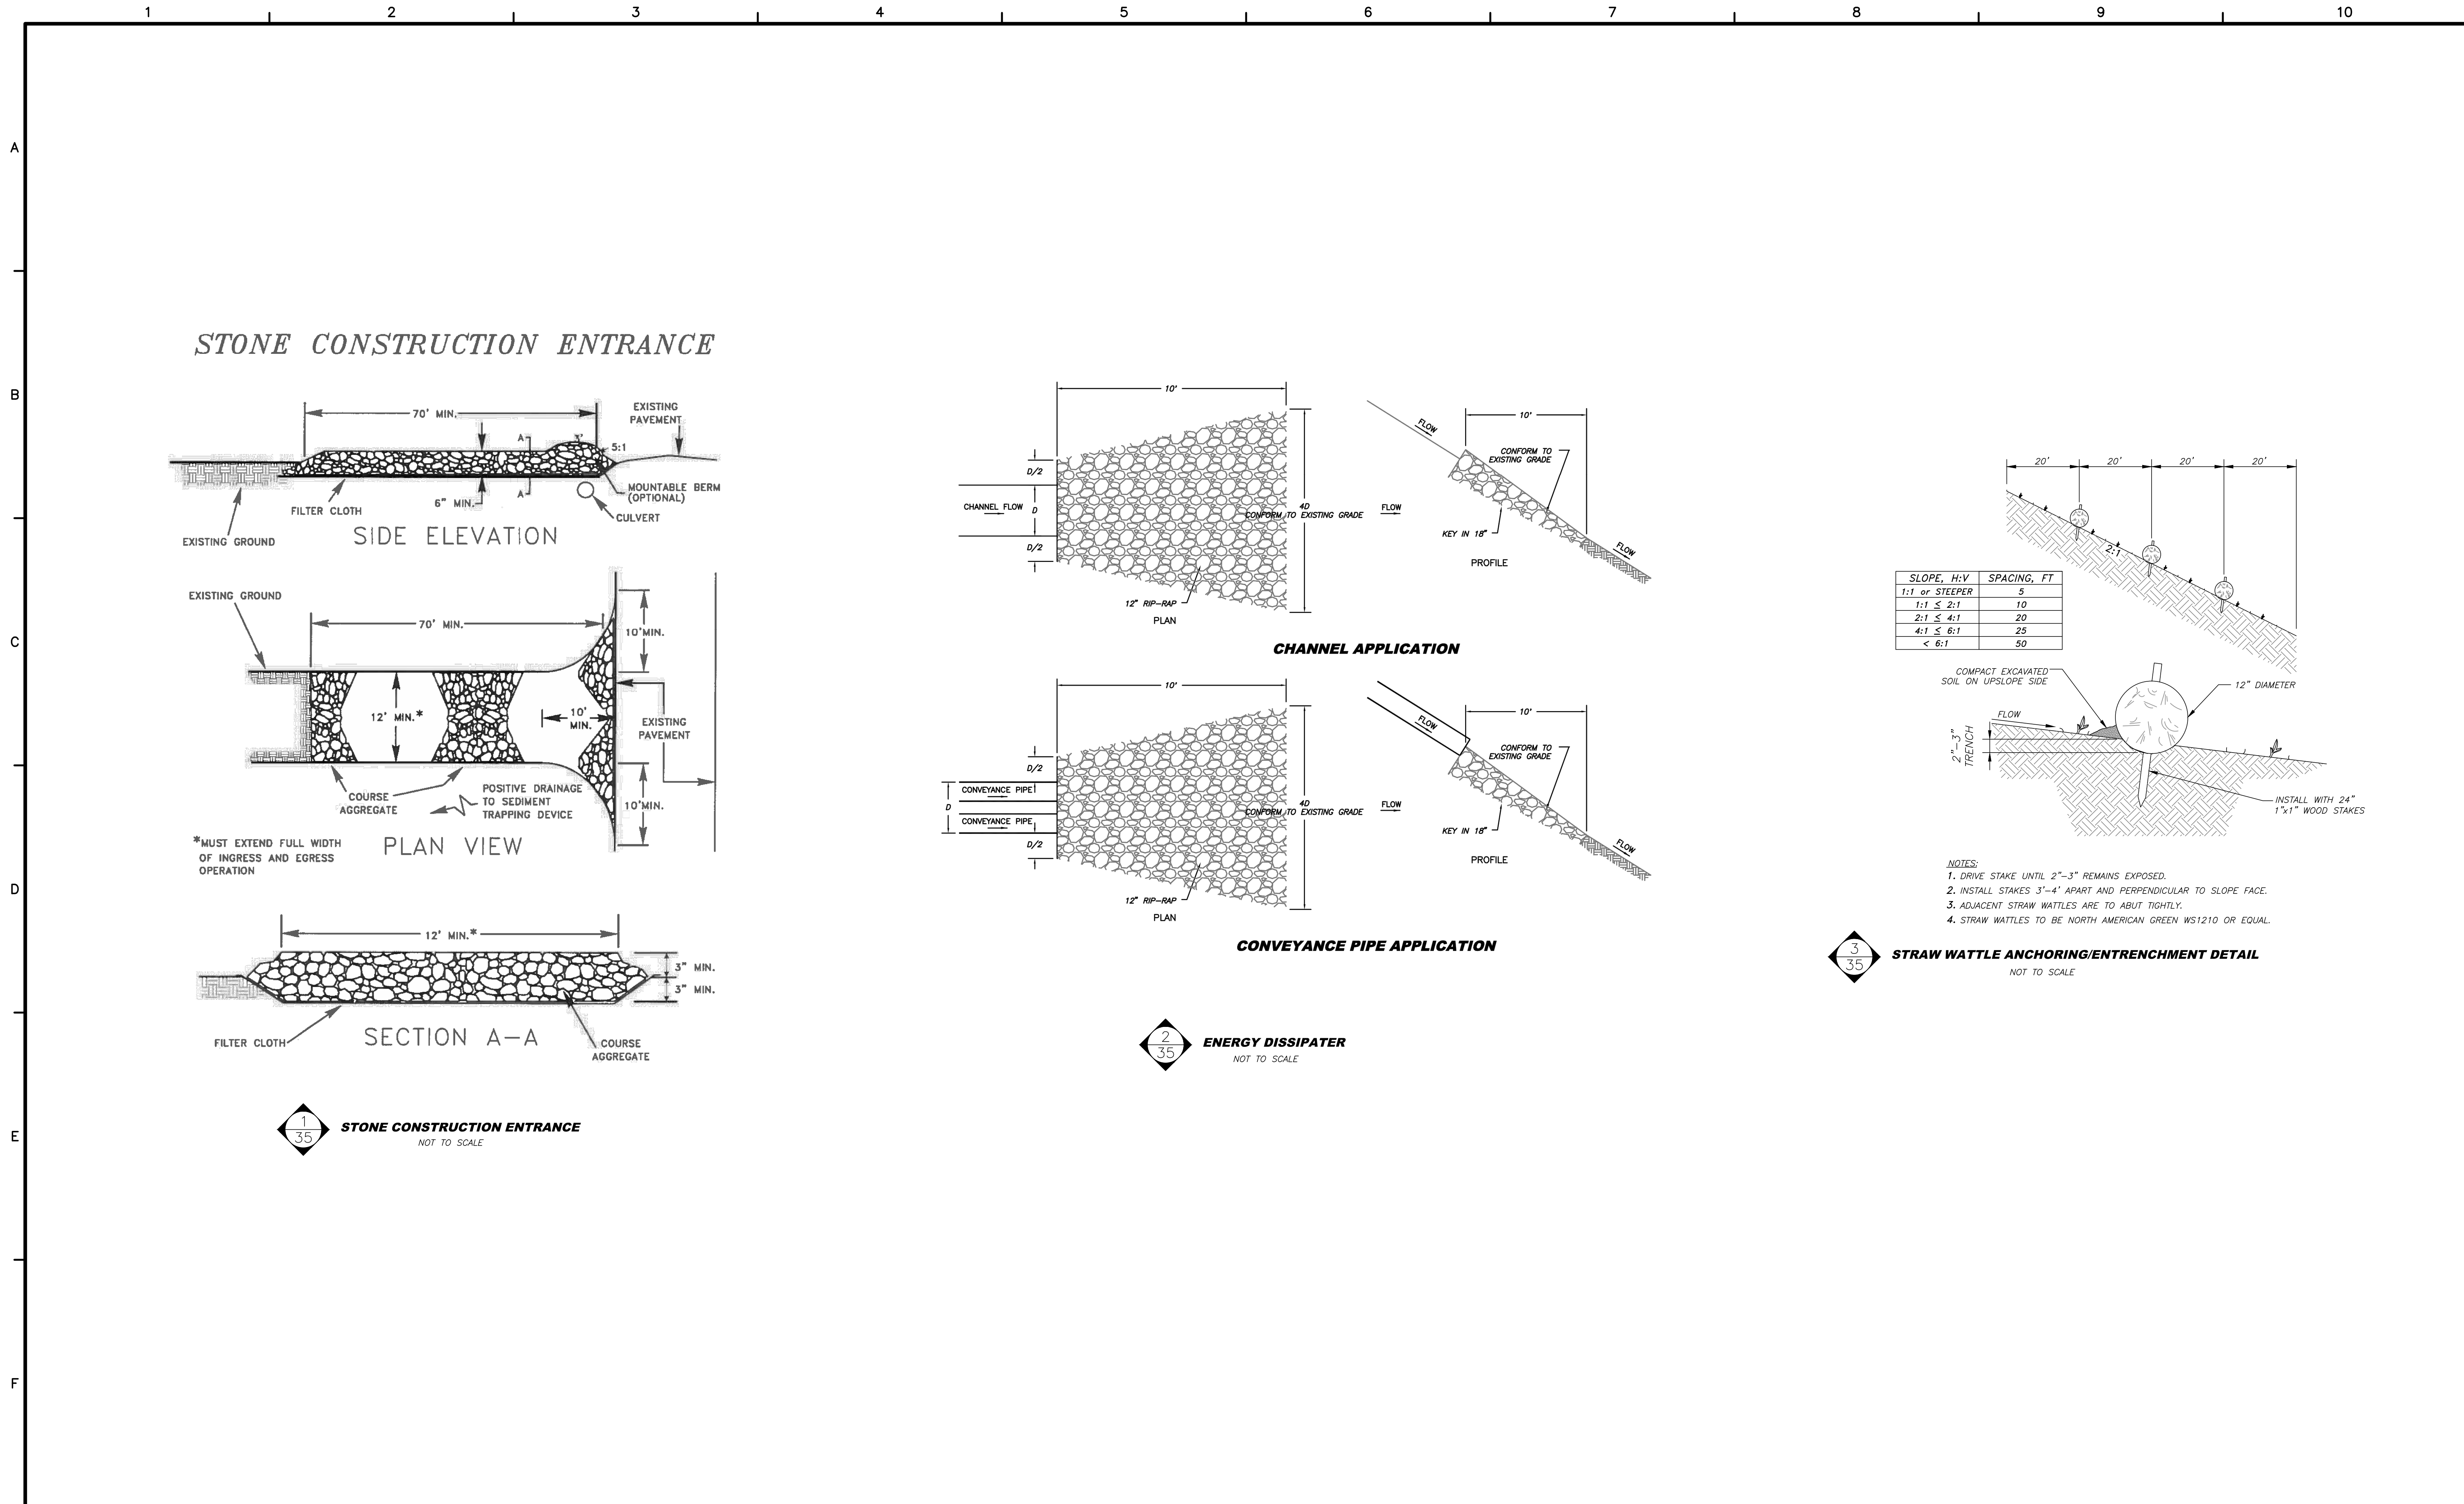 1 2 3 4 5 6 7 8 9 10
A
B
C
D
E
F
STONE CONSTRUCTION ENTRANCE
70' MIN.
EXISTING
PAVEMENT
A
3'
5:1
MOUNTABLE BERM
(OPTIONAL)
6" MIN.
A
FILTER CLOTH
CULVERT
EXISTING GROUND
SIDE ELEVATION
EXISTING GROUND
70' MIN.
10'MIN.
12' MIN.*
10'
MIN.
EXISTING
PAVEMENT
COURSE
AGGREGATE
POSITIVE DRAINAGE
TO SEDIMENT
TRAPPING DEVICE
10'MIN.
*MUST EXTEND FULL WIDTH
OF INGRESS AND EGRESS
OPERATION
PLAN VIEW
12' MIN.*
3" MIN.
3" MIN.
FILTER CLOTH
SECTION A-A
COURSE
AGGREGATE
1
35
STONE CONSTRUCTION ENTRANCE
NOT TO SCALE
10'
D/2
CHANNEL FLOW
D
D/2
4D
CONFORM TO EXISTING GRADE
FLOW
12" RIP-RAP
PLAN
FLOW
10'
CONFORM TO
EXISTING GRADE
KEY IN 18"
FLOW
PROFILE
CHANNEL APPLICATION
10'
D/2
CONVEYANCE PIPE
D
CONVEYANCE PIPE
D/2
4D
CONFORM TO EXISTING GRADE
FLOW
12" RIP-RAP
PLAN
FLOW
10'
CONFORM TO
EXISTING GRADE
KEY IN 18"
FLOW
PROFILE
CONVEYANCE PIPE APPLICATION
2
35
ENERGY DISSIPATER
NOT TO SCALE
20' 20' 20' 20'
2:1
SLOPE, H:V SPACING, FT
1:1 or STEEPER 5
1:1 ≤ 2:1 10
2:1 ≤ 4:1 20
4:1 ≤ 6:1 25
< 6:1 50
COMPACT EXCAVATED
SOIL ON UPSLOPE SIDE
12" DIAMETER
FLOW
2"-3"
TRENCH
INSTALL WITH 24"
1"x1" WOOD STAKES
NOTES:
1. DRIVE STAKE UNTIL 2"-3" REMAINS EXPOSED.
2. INSTALL STAKES 3'-4' APART AND PERPENDICULAR TO SLOPE FACE.
3. ADJACENT STRAW WATTLES ARE TO ABUT TIGHTLY.
4. STRAW WATTLES TO BE NORTH AMERICAN GREEN WS1210 OR EQUAL.
3
35
STRAW WATTLE ANCHORING/ENTRENCHMENT DETAIL
NOT TO SCALE